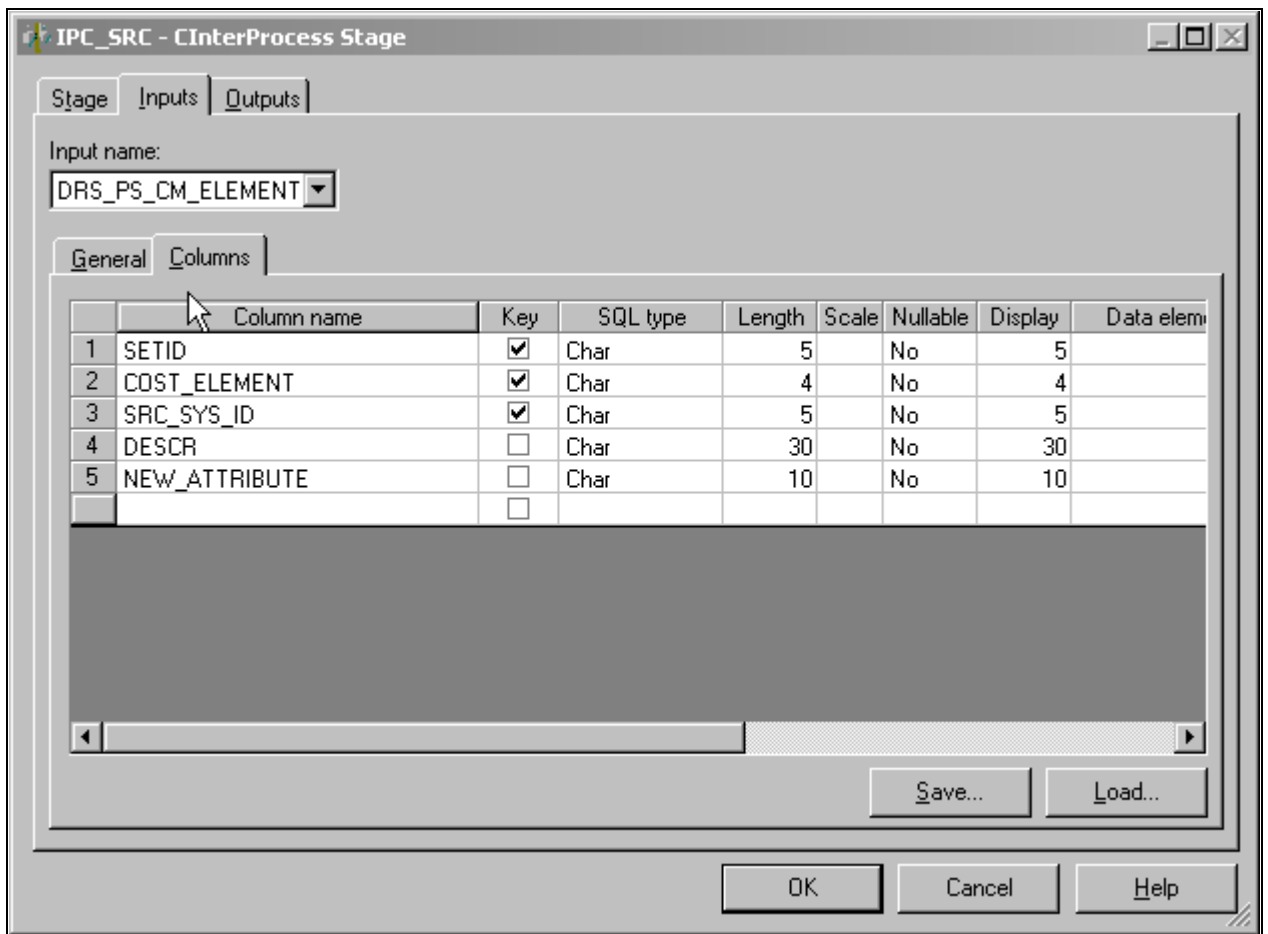 IPC_SRC - CInterProcess Stage
Stage Inputs Outputs
Input name:
DRS_PS_CM_ELEMENT
General Columns
Column name Key SQL type Length Scale Nullable Display Data elem
1 SETID Char 5 No 5
2 COST_ELEMENT Char 4 No 4
3 SRC_SYS_ID Char 5 No 5
4 DESCR Char 30 No 30
5 NEW_ATTRIBUTE Char 10 No 10
Save... Load...
OK Cancel Help